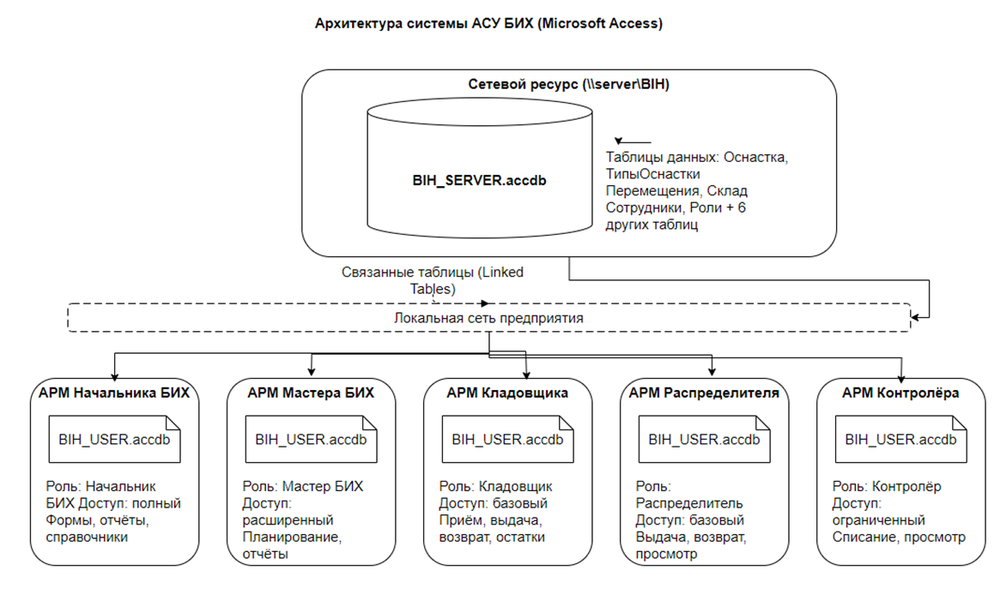 Архитектура системы АСУ БИХ (Microsoft Access)
Сетевой ресурс (\\server\BIH)
BIH_SERVER.accdb
Таблицы данных: Оснастка,
ТипыОснастки
Перемещения, Склад
Сотрудники, Роли + 6
других таблиц
Связанные таблицы (Linked
Tables)
Локальная сеть предприятия
АРМ Начальника БИХ
BIH_USER.accdb
Роль: Начальник
БИХ Доступ: полный
Формы, отчёты,
справочники
АРМ Мастера БИХ
BIH_USER.accdb
Роль: Мастер БИХ
Доступ:
расширенный
Планирование,
отчёты
АРМ Кладовщика
BIH_USER.accdb
Роль: Кладовщик
Доступ: базовый
Приём, выдача,
возврат, остатки
АРМ Распределителя
BIH_USER.accdb
Роль:
Распределитель
Доступ: базовый
Выдача, возврат,
просмотр
АРМ Контролёра
BIH_USER.accdb
Роль: Контролёр
Доступ:
ограниченный
Списание, просмотр